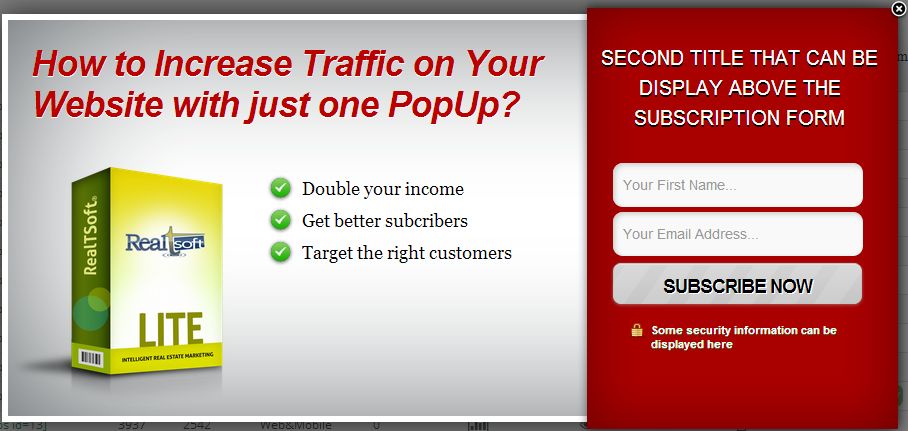 How to Increase Traffic on Your
Website with just one PopUp?
Double your income
Get better subcribers
Target the right customers
RealTSoft®
Realtsoft
LITE
INTELLIGENT REAL ESTATE MARKETING
SECOND TITLE THAT CAN BE
DISPLAY ABOVE THE
SUBSCRIPTION FORM
Your First Name...
Your Email Address...
SUBSCRIBE NOW
Some security information can be
displayed here
s id=13] 3937 2542 Web&Mobile 0